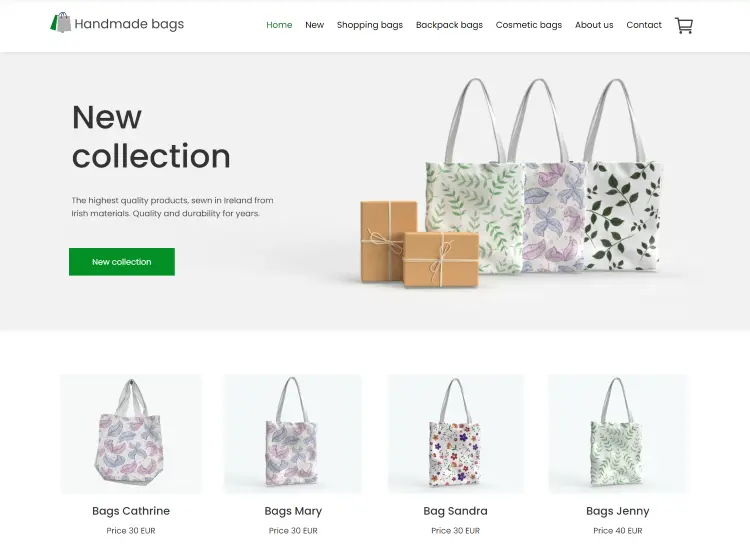 Handmade bags
Home New Shopping bags Backpack bags Cosmetic bags About us Contact
New
collection
The highest quality products, sewn in Ireland from
Irish materials. Quality and durability for years.
New collection
Bags Cathrine Bags Mary Bag Sandra Bags Jenny
Price 30 EUR Price 30 EUR Price 30 EUR Price 40 EUR